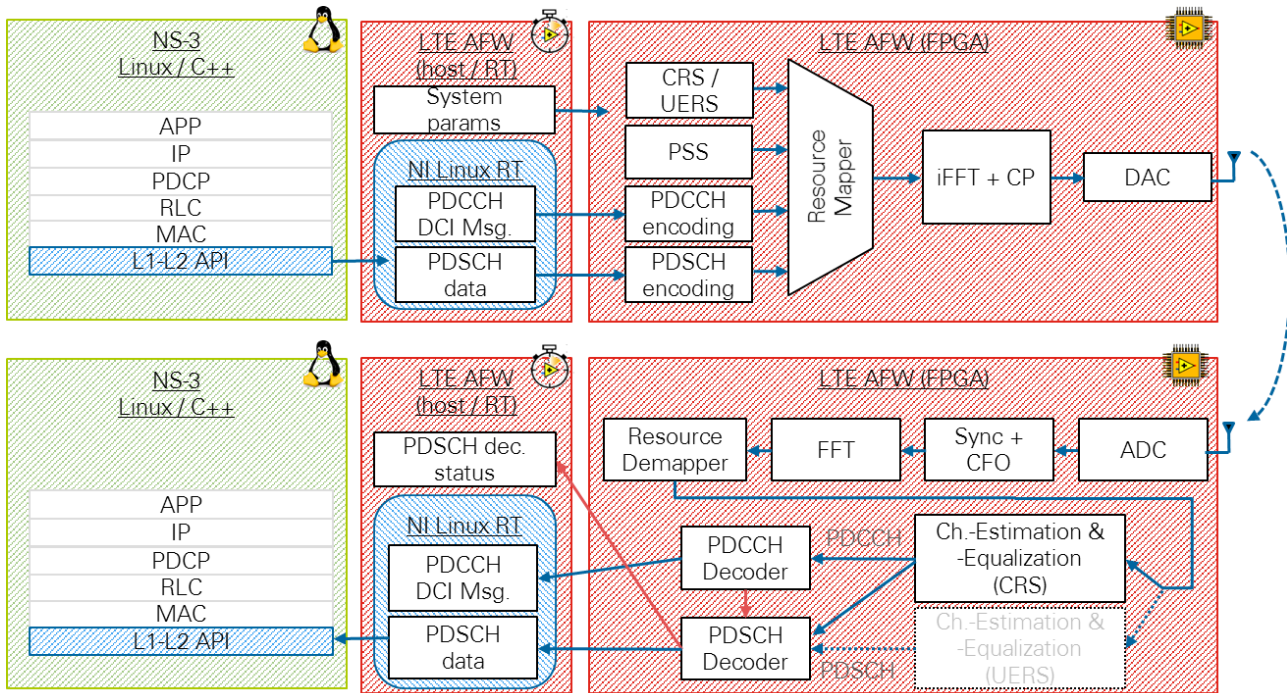 NS-3
Linux / C++
APP
IP
PDCP
RLC
MAC
L1-L2 API
LTE AFW
(host / RT)
System
params
NI Linux RT
PDCCH
DCI Msg.
PDSCH
data
LTE AFW (FPGA)
CRS /
UERS
PSS
PDCCH
encoding
PDSCH
encoding
Resource
Mapper
iFFT + CP
DAC
NS-3
Linux / C++
APP
IP
PDCP
RLC
MAC
L1-L2 API
LTE AFW
(host / RT)
PDSCH dec.
status
NI Linux RT
PDCCH
DCI Msg.
PDSCH
data
LTE AFW (FPGA)
Resource
Demapper
FFT
Sync +
CFO
ADC
PDCCH
Decoder
PDCCH
Ch.-Estimation &
-Equalization
(CRS)
PDSCH
Decoder
PDSCH
Ch.-Estimation &
-Equalization
(UERS)